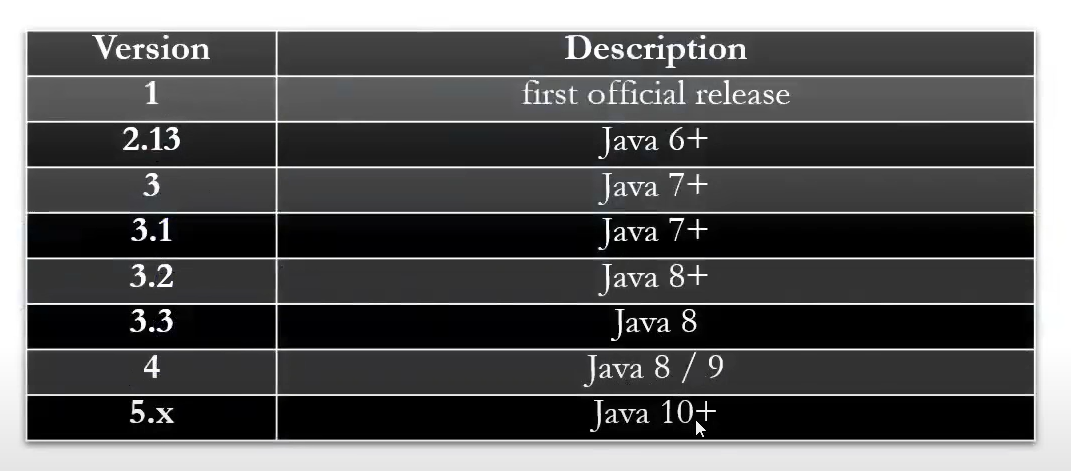 Version Description
1 first official release
2.13 Java 6+
3 Java 7+
3.1 Java 7+
3.2 Java 8+
3.3 Java 8
4 Java 8 / 9
5.x Java 10+